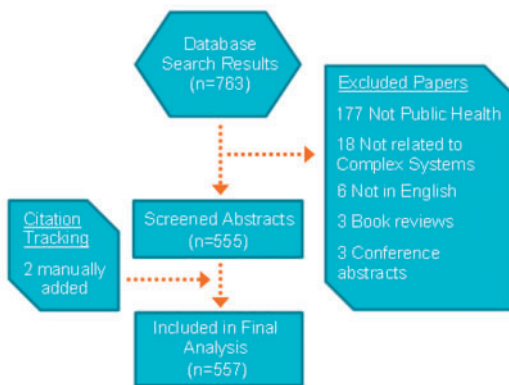 Database
Search Results
(n=763)
Excluded Papers
177 Not Public Health
18 Not related to
Complex Systems
6 Not in English
3 Book reviews
3 Conference
abstracts
Screened Abstracts
(n=555)
Citation
Tracking
2 manually
added
Included in Final
Analysis
(n=557)